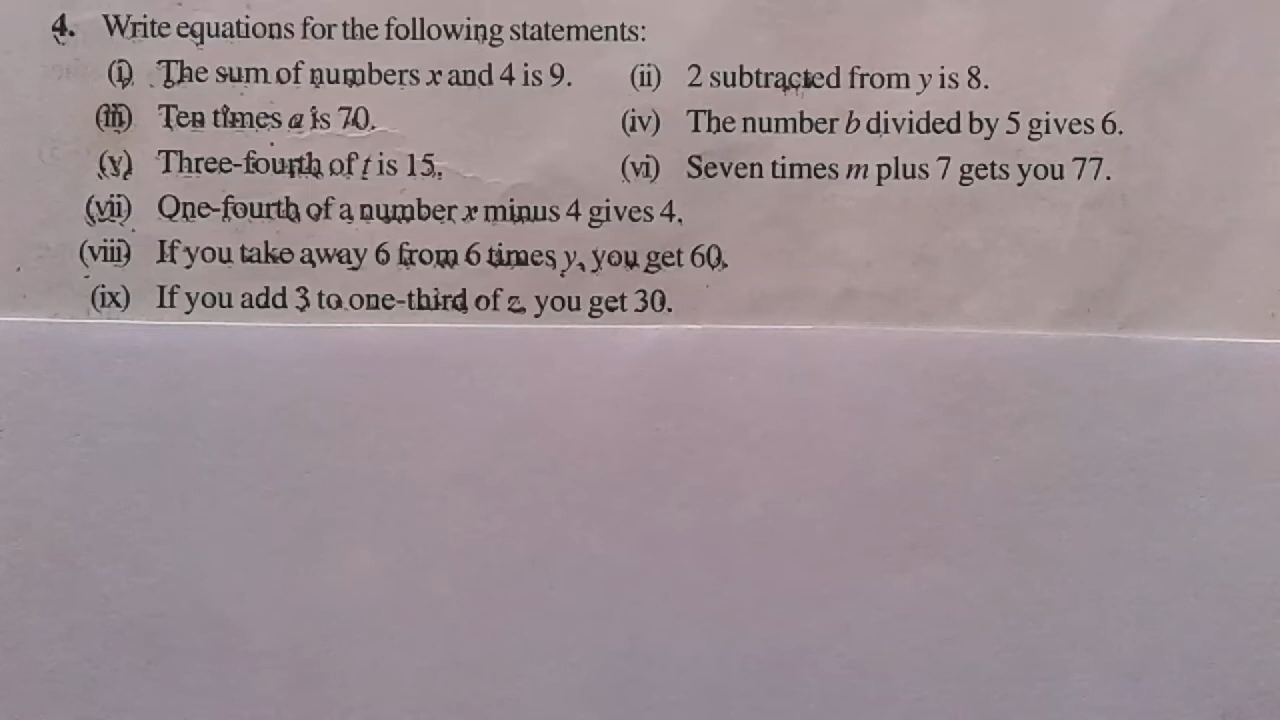 4. Write equations for the following statements:
(i) The sum of numbers x and 4 is 9. (ii) 2 subtracted from y is 8.
(iii) Ten times a is 70. (iv) The number b divided by 5 gives 6.
(v) Three-fourth of t is 15. (vi) Seven times m plus 7 gets you 77.
(vii) One-fourth of a number x minus 4 gives 4.
(viii) If you take away 6 from 6 times y, you get 60.
(ix) If you add 3 to one-third of z, you get 30.